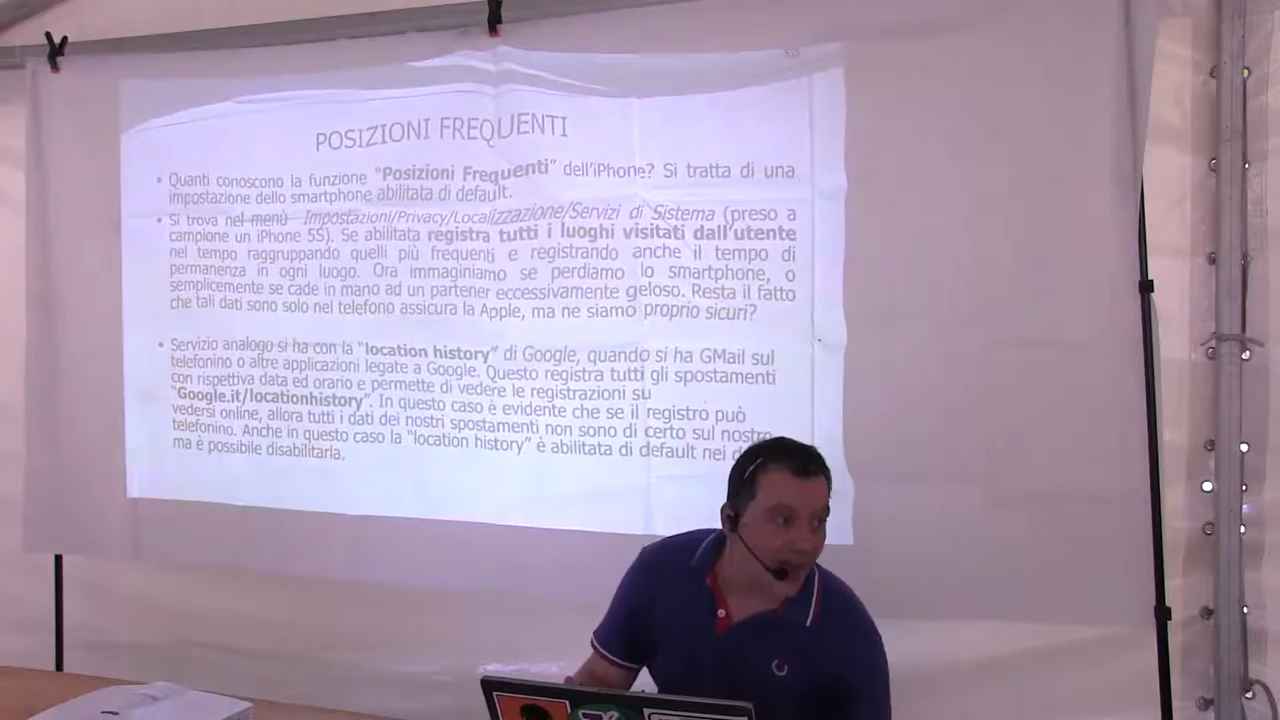 POSIZIONI FREQUENTI
• Quanti conoscono la funzione "Posizioni Frequenti" dell'iPhone? Si tratta di una
impostazione dello smartphone abilitata di default.
• Si trova nel menù Impostazioni/Privacy/Localizzazione/Servizi di Sistema (preso a
campione un iPhone 5S). Se abilitata registra tutti i luoghi visitati dall'utente
nel tempo raggruppando quelli più frequenti e registrando anche il tempo di
permanenza in ogni luogo. Ora immaginiamo se perdiamo lo smartphone, o
semplicemente se cade in mano ad un partener eccessivamente geloso. Resta il fatto
che tali dati sono solo nel telefono assicura la Apple, ma ne siamo proprio sicuri?
• Servizio analogo si ha con la "location history" di Google, quando si ha GMail sul
telefonino o altre applicazioni legate a Google. Questo registra tutti gli spostamenti
con rispettiva data ed orario e permette di vedere le registrazioni su
"Google.it/locationhistory". In questo caso è evidente che se il registro può
vedersi online, allora tutti i dati dei nostri spostamenti non sono di certo sul nostro
telefonino. Anche in questo caso la "location history" è abilitata di default nei
ma è possibile disabilitarla.